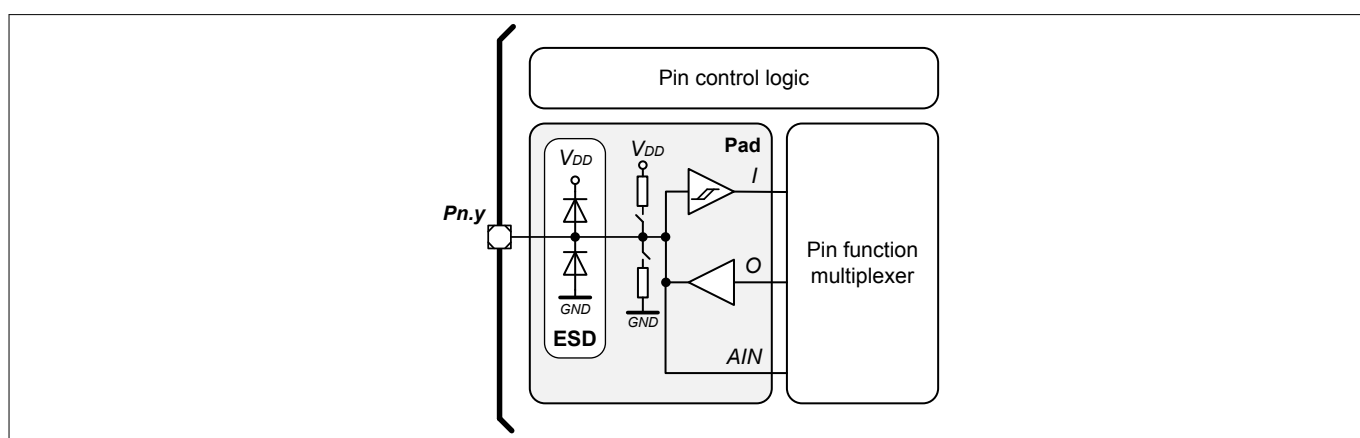 Pin control logic
Pad
VDD
VDD
I
Pn.y
Pin function
multiplexer
O
GND
GND
ESD
AIN